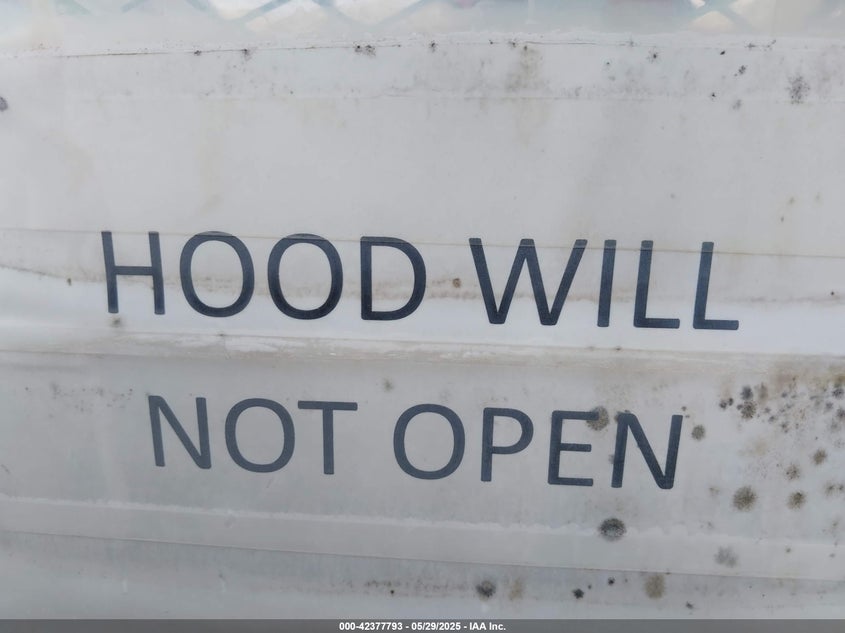 HOOD WILL
NOT OPEN
000-42377793 - 05/29/2025 - IAA Inc.